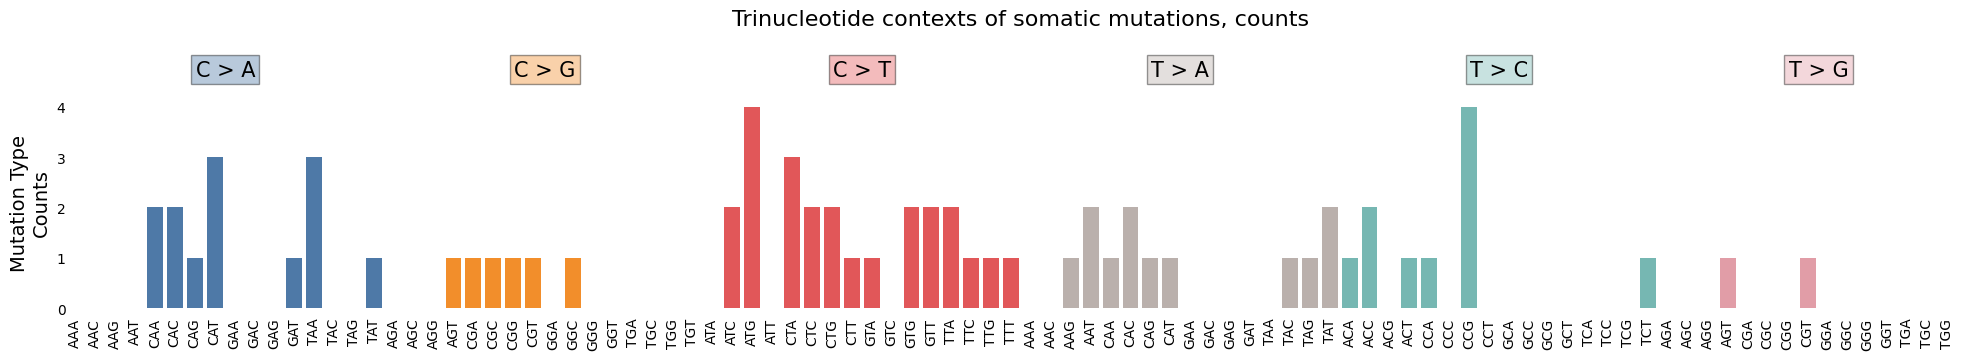 Trinucleotide contexts of somatic mutations, counts
C > A
C > G
C > T
T > A
T > C
T > G
Mutation Type
Counts
4
3
2
1
0
AAA AAC AAG AAT CAA CAC CAG CAT GAA GAC GAG GAT TAA TAC TAG TAT AGA AGC AGG AGT CGA CGC CGG CGT GGA GGC GGG GGT TGA TGC TGG TGT ATA ATC ATG ATT CTA CTC CTG CTT GTA GTC GTG GTT TTA TTC TTG TTT AAA AAC AAG AAT CAA CAC CAG CAT GAA GAC GAG GAT TAA TAC TAG TAT ACA ACC ACG ACT CCA CCC CCG CCT GCA GCC GCG GCT TCA TCC TCG TCT AGA AGC AGG AGT CGA CGC CGG CGT GGA GGC GGG GGT TGA TGC TGG